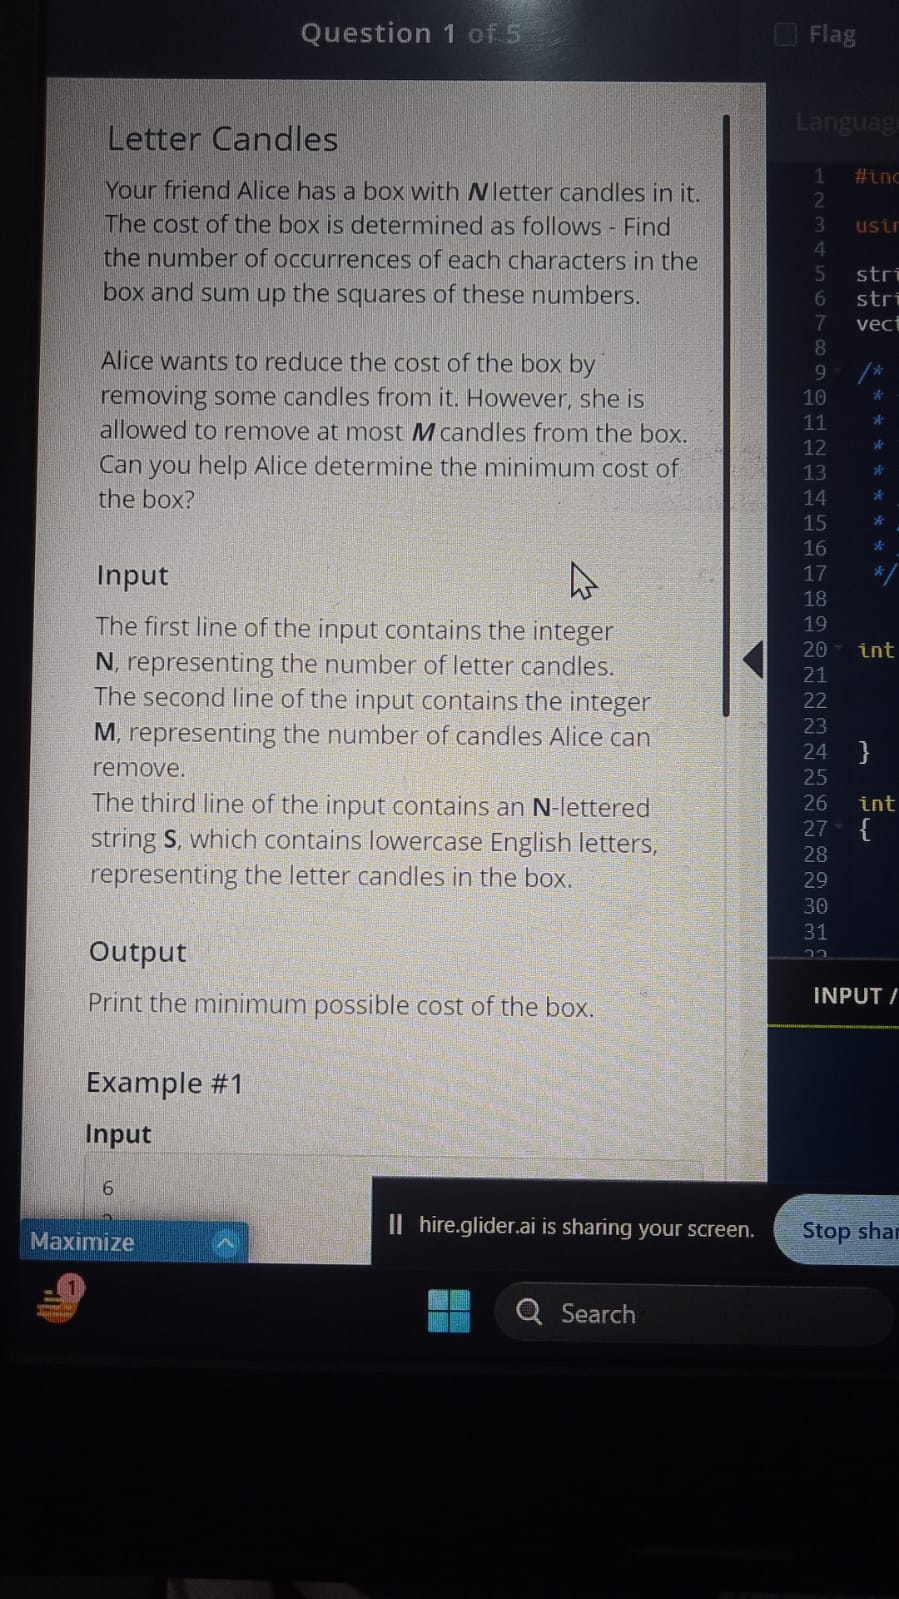 Question 1 of 5
Flag
Letter Candles
Your friend Alice has a box with N letter candles in it.
The cost of the box is determined as follows - Find
the number of occurrences of each characters in the
box and sum up the squares of these numbers.
Alice wants to reduce the cost of the box by
removing some candles from it. However, she is
allowed to remove at most M candles from the box.
Can you help Alice determine the minimum cost of
the box?
Input
The first line of the input contains the integer
N, representing the number of letter candles.
The second line of the input contains the integer
M, representing the number of candles Alice can
remove.
The third line of the input contains an N-lettered
string S, which contains lowercase English letters,
representing the letter candles in the box.
Output
Print the minimum possible cost of the box.
Example #1
Input
6
Languag
1 #inc
2
3 usin
4
5 stri
6 stri
7 vect
8
9 /*
10 *
11 *
12 *
13 *
14 *
15 *
16 *
17 */
18
19
20 int
21
22
23
24 }
25
26 int
27 {
28
29
30
31
INPUT /
Maximize
hire.glider.ai is sharing your screen.
Stop shar
1
Search